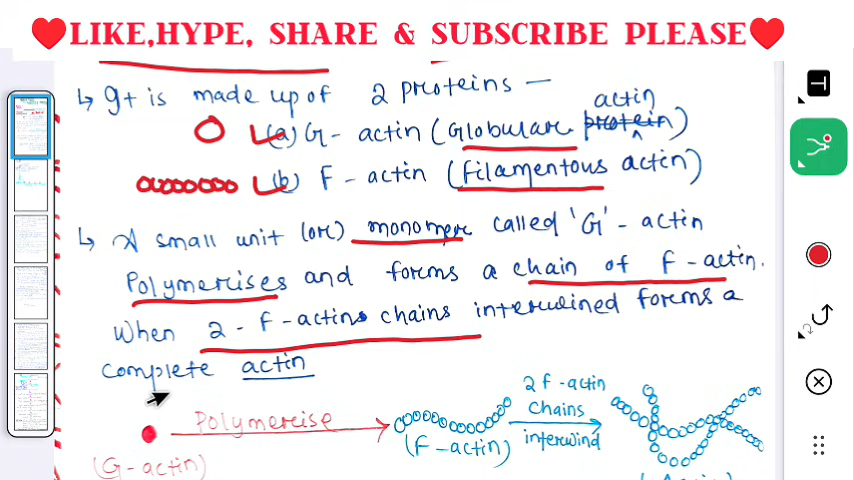 ♥LIKE,HYPE, SHARE & SUBSCRIBE PLEASE♥
↳ It is made up of 2 proteins —
actin
(a) G- actin (Globular protein)
(b) F - actin (Filamentous actin)
↳ A small unit (or) monomer called 'G' - actin
Polymerises and forms a chain of F - actin.
When 2 - F - actins chains interwined forms a
complete actin
Polymerise
(G-actin)
(F - actin)
2 F-actin
Chains
interwind